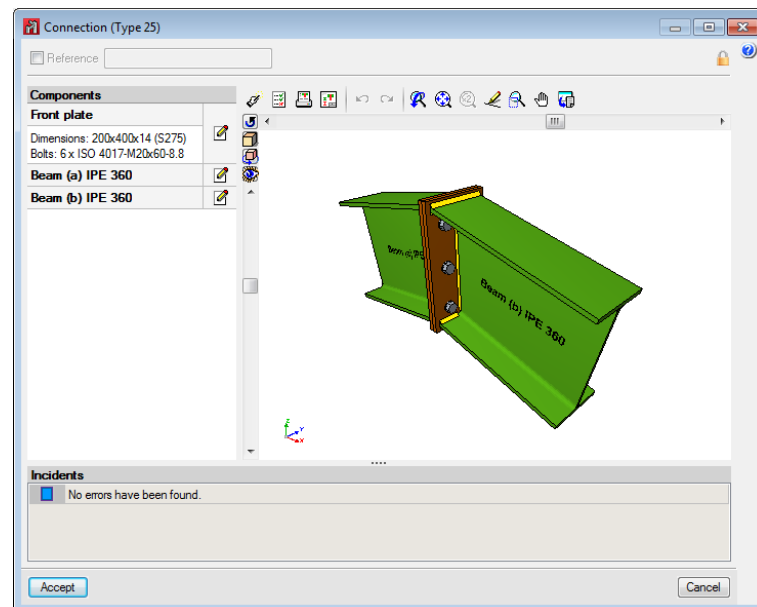 Connection (Type 25)
Reference
Components
Front plate
Dimensions: 200x400x14 (S275)
Bolts: 6 x ISO 4017-M20x60-8.8
Beam (a) IPE 360
Beam (b) IPE 360
Beam (b) IPE 360
z
Y
X
Incidents
No errors have been found.
Accept
Cancel